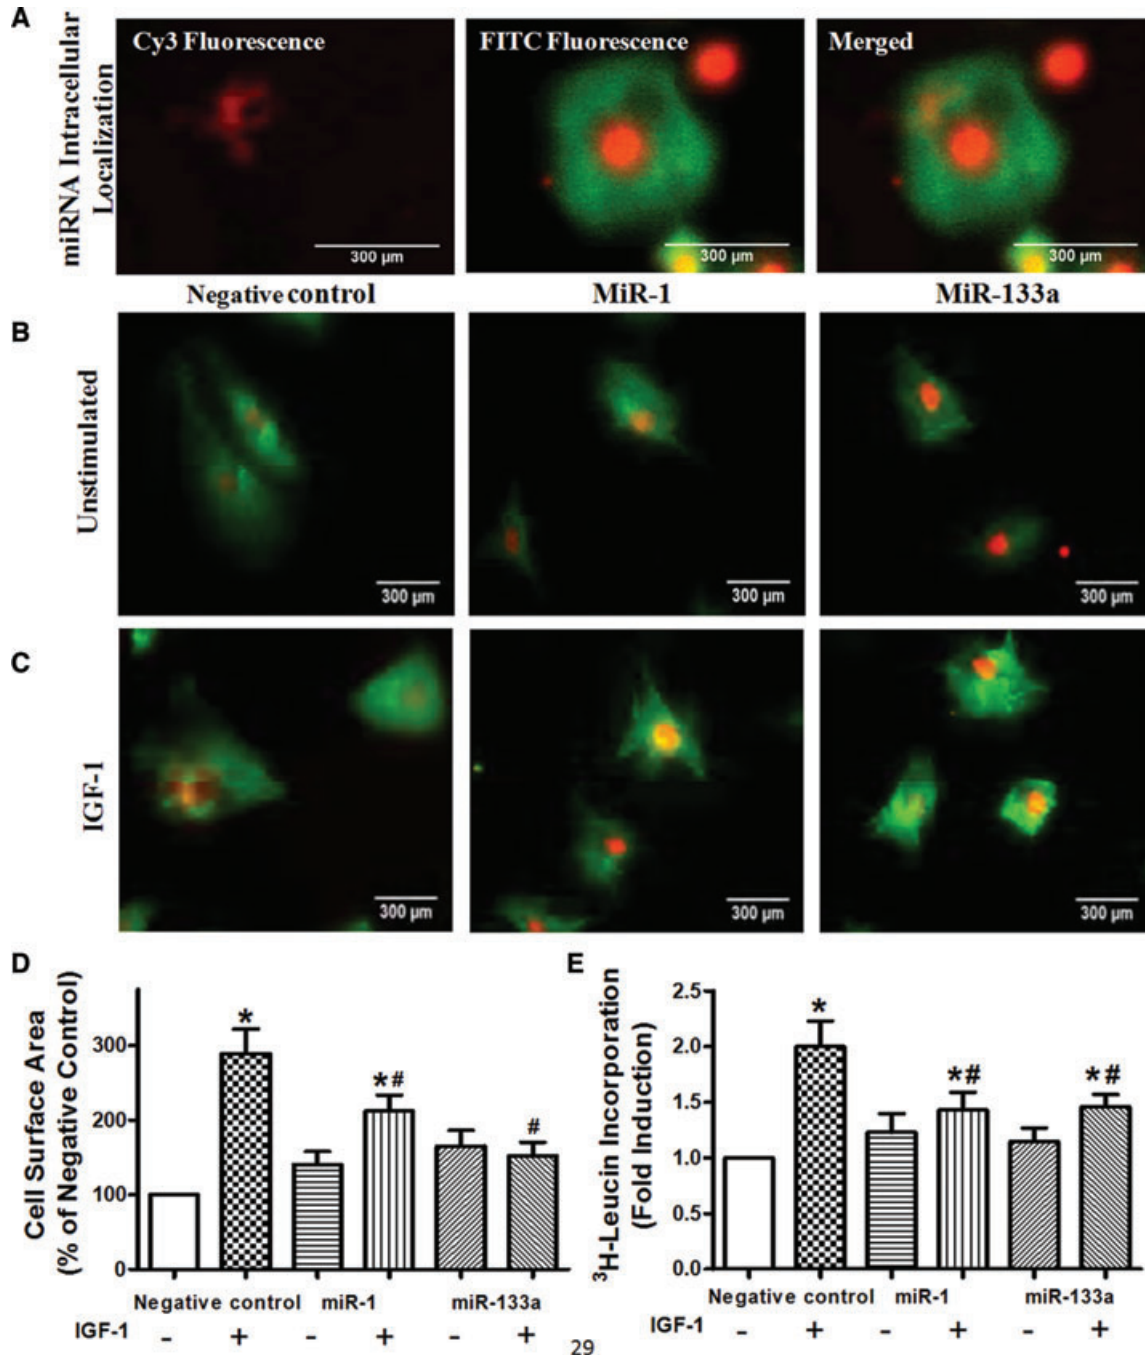 A
miRNA Intracellular
Localization
Cy3 Fluorescence
FITC Fluorescence
Merged
300 µm
300 µm
300 µm
Negative control
MiR-1
MiR-133a
B
Unstimulated
300 µm
300 µm
300 µm
C
IGF-1
300 µm
300 µm
300 µm
D
Cell Surface Area
(% of Negative Control)
300
200
100
0
*
*#
#
Negative control
miR-1
miR-133a
IGF-1
-
+
-
+
-
+
E
³H-Leucin Incorporation
(Fold Induction)
2.5
2.0
1.5
1.0
0.5
0.0
*
*#
*#
Negative control
miR-1
miR-133a
IGF-1
-
+
-
+
-
+
29